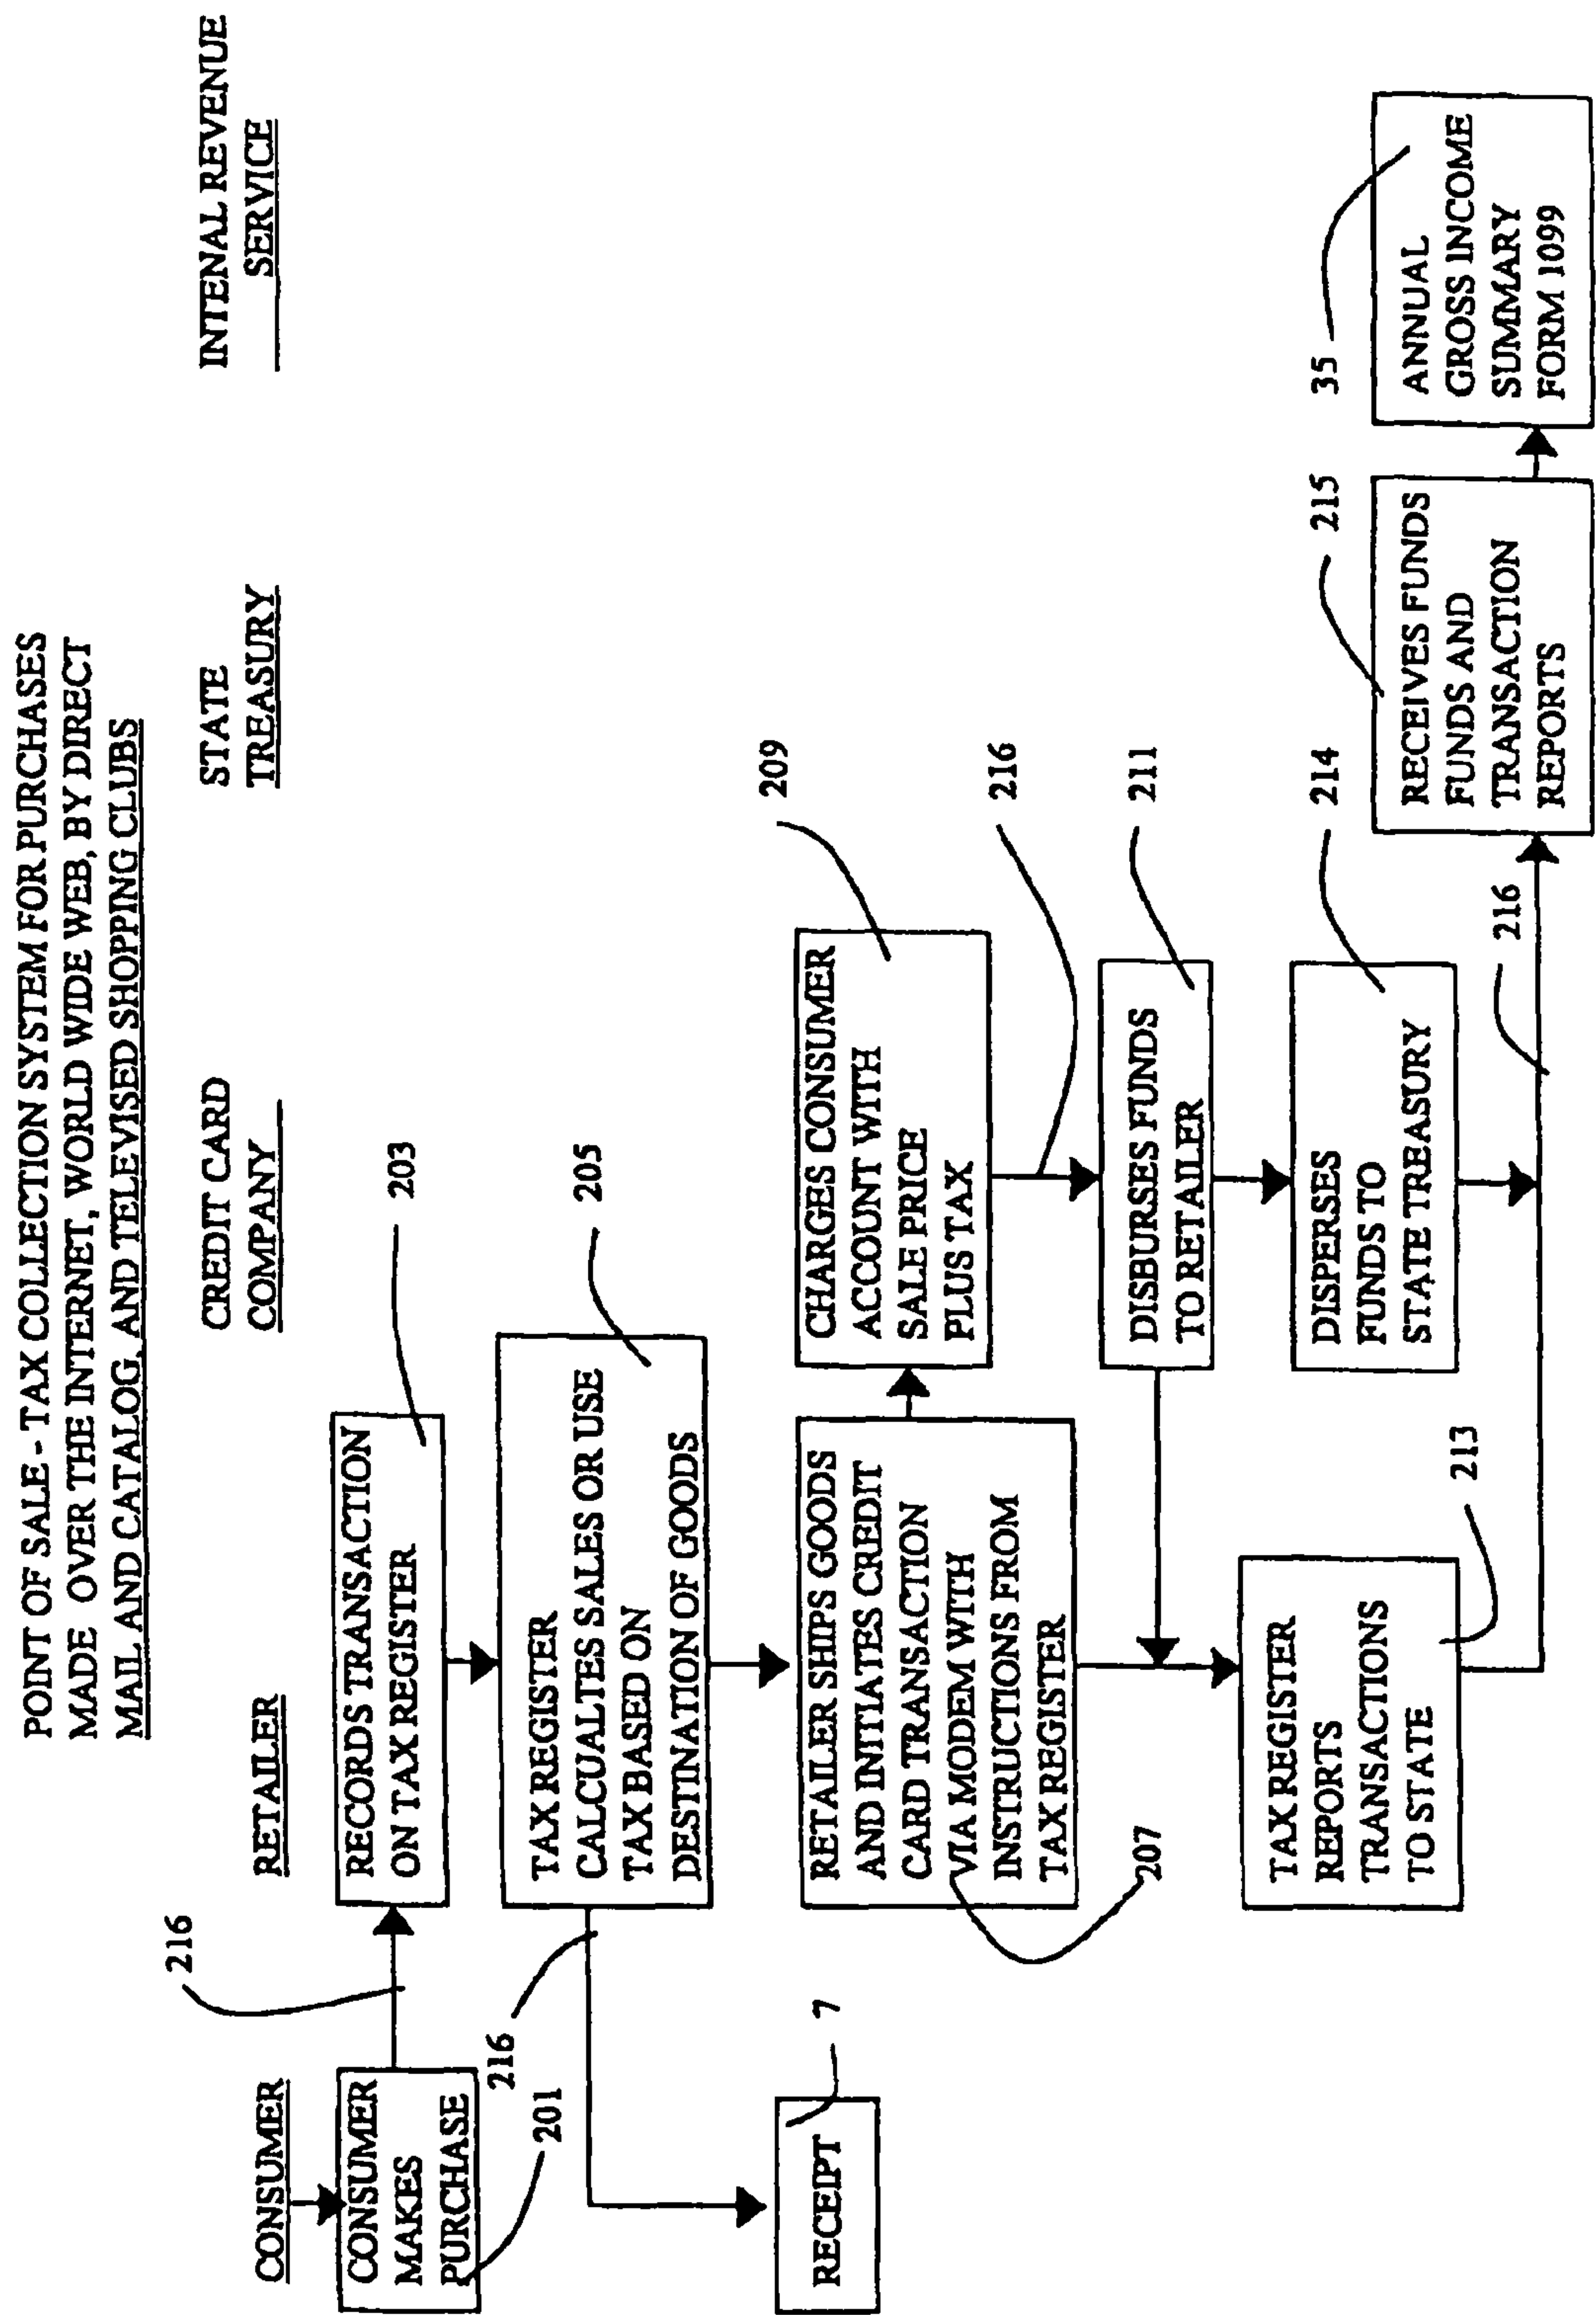 POINT OF SALE - TAX COLLECTION SYSTEM FOR PURCHASES
MADE OVER THE INTERNET, WORLD WIDE WEB, BY DIRECT
MAIL AND CATALOG, AND TELEVISED SHOPPING CLUBS
CONSUMER
RETAILER
CREDIT CARD
COMPANY
STATE
TREASURY
INTENAL REVENUE
SERVICE
CONSUMER
MAKES
PURCHASE
201
216
RECORDS TRANSACTION
ON TAX REGISTER
203
TAX REGISTER
CALCUALTES SALES OR USE
TAX BASED ON
DESTINATION OF GOODS
205
216
RECEIPT
7
RETAILER SHIPS GOODS
AND INITIATES CREDIT
CARD TRANSACTION
VIA MODEM WITH
INSTRUCTIONS FROM
TAX REGISTER
207
CHARGES CONSUMER
ACCOUNT WITH
SALE PRICE
PLUS TAX
209
216
DISBURSES FUNDS
TO RETAILER
211
TAX REGISTER
REPORTS
TRANSACTIONS
TO STATE
213
DISPERSES
FUNDS TO
STATE TREASURY
214
216
RECEIVES FUNDS
FUNDS AND
TRANSACTION
REPORTS
215
ANNUAL
GROSS INCOME
SUMMARY
FORM 1099
35